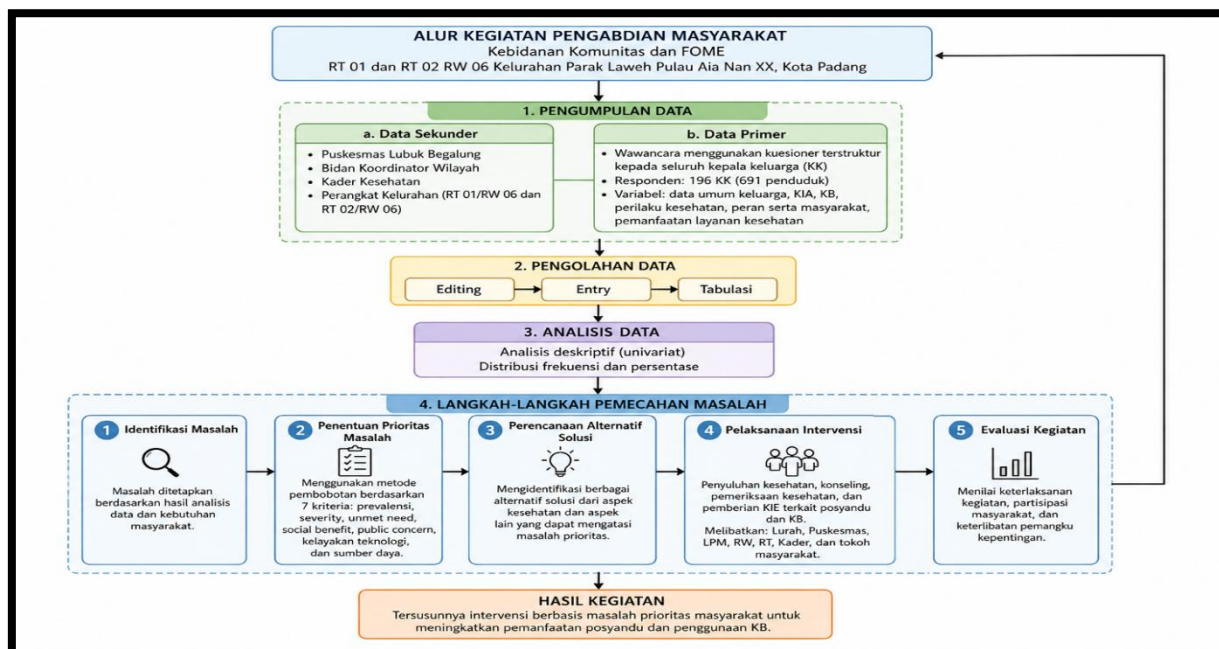 ALUR KEGIATAN PENGABDIAN MASYARAKAT
Kebidanan Komunitas dan FOME
RT 01 dan RT 02 RW 06 Kelurahan Parak Laweh Pulau Aia Nan XX, Kota Padang
1. PENGUMPULAN DATA
a. Data Sekunder
• Puskesmas Lubuk Begalung
• Bidan Koordinator Wilayah
• Kader Kesehatan
• Perangkat Kelurahan (RT 01/RW 06 dan
RT 02/RW 06)
b. Data Primer
• Wawancara menggunakan kuesioner terstruktur
kepada seluruh kepala keluarga (KK)
• Responden: 196 KK (691 penduduk)
• Variabel: data umum keluarga, KIA, KB,
perilaku kesehatan, peran serta masyarakat,
pemanfaatan layanan kesehatan
2. PENGOLAHAN DATA
Editing
Entry
Tabulasi
3. ANALISIS DATA
Analisis deskriptif (univariat)
Distribusi frekuensi dan persentase
4. LANGKAH-LANGKAH PEMECAHAN MASALAH
1 Identifikasi Masalah
Masalah ditetapkan
berdasarkan hasil analisis
data dan kebutuhan
masyarakat.
2 Penentuan Prioritas
Masalah
Menggunakan metode
pembobotan berdasarkan
7 kriteria: prevalensi,
severity, unmet need,
social benefit, public concern,
kelayakan teknologi,
dan sumber daya.
3 Perencanaan Alternatif
Solusi
Mengidentifikasi berbagai
alternatif solusi dari aspek
kesehatan dan aspek
lain yang dapat mengatasi
masalah prioritas.
4 Pelaksanaan Intervensi
Penyuluhan kesehatan, konseling,
pemeriksaan kesehatan, dan
pemberian KIE terkait posyandu
dan KB.
Melibatkan: Lurah, Puskesmas,
LPM, RW, RT, Kader, dan tokoh
masyarakat.
5 Evaluasi Kegiatan
Menilai keterlaksanaan
kegiatan, partisipasi
masyarakat, dan
keterlibatan pemangku
kepentingan.
HASIL KEGIATAN
Tersusunnya intervensi berbasis masalah prioritas masyarakat untuk
meningkatkan pemanfaatan posyandu dan penggunaan KB.